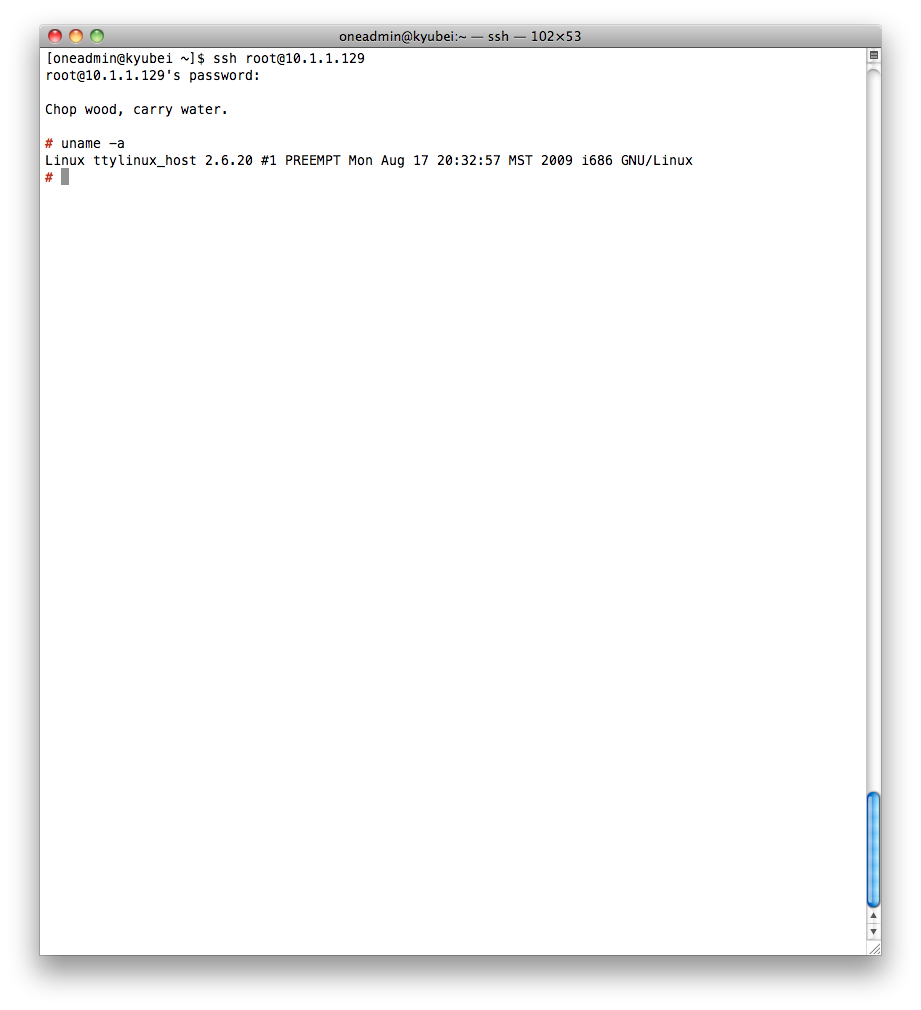 oneadmin@kyubei:~ — ssh — 102×53
[oneadmin@kyubei ~]$ ssh root@10.1.1.129
root@10.1.1.129's password:
Chop wood, carry water.
# uname -a
Linux ttylinux_host 2.6.20 #1 PREEMPT Mon Aug 17 20:32:57 MST 2009 i686 GNU/Linux
#